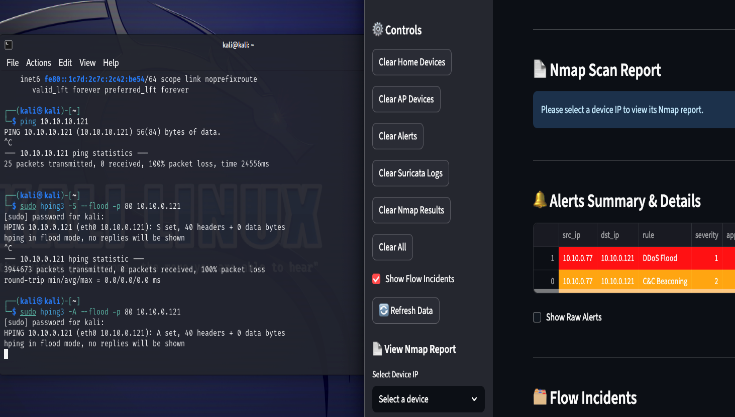 kali@kali: ~
File Actions Edit View Help
inet6 fe80::1c7d:2c7c:2c42:be54/64 scope link noprefixroute
valid_lft forever preferred_lft forever
(kali㉿kali)-[~]
$ ping 10.10.10.121
PING 10.10.10.121 (10.10.10.121) 56(84) bytes of data.
^C
--- 10.10.10.121 ping statistics ---
25 packets transmitted, 0 received, 100% packet loss, time 24556ms
(kali㉿kali)-[~]
$ sudo hping3 -S --flood -p 80 10.10.0.121
[sudo] password for kali:
HPING 10.10.0.121 (eth0 10.10.0.121): S set, 40 headers + 0 data bytes
hping in flood mode, no replies will be shown
^C
--- 10.10.0.121 hping statistic ---
3944673 packets transmitted, 0 packets received, 100% packet loss
round-trip min/avg/max = 0.0/0.0/0.0 ms
(kali㉿kali)-[~]
$ sudo hping3 -A --flood -p 80 10.10.0.121
[sudo] password for kali:
HPING 10.10.0.121 (eth0 10.10.0.121): A set, 40 headers + 0 data bytes
hping in flood mode, no replies will be shown
Controls
Clear Home Devices
Clear AP Devices
Clear Alerts
Clear Suricata Logs
Clear Nmap Results
Clear All
Show Flow Incidents
Refresh Data
View Nmap Report
Select Device IP
Select a device
Nmap Scan Report
Please select a device IP to view its Nmap report.
Alerts Summary & Details
src_ip dst_ip rule severity app
1 10.10.0.77 10.10.0.121 DDoS Flood 1
0 10.10.0.77 10.10.0.121 C&C Beaconing 2
Show Raw Alerts
Flow Incidents